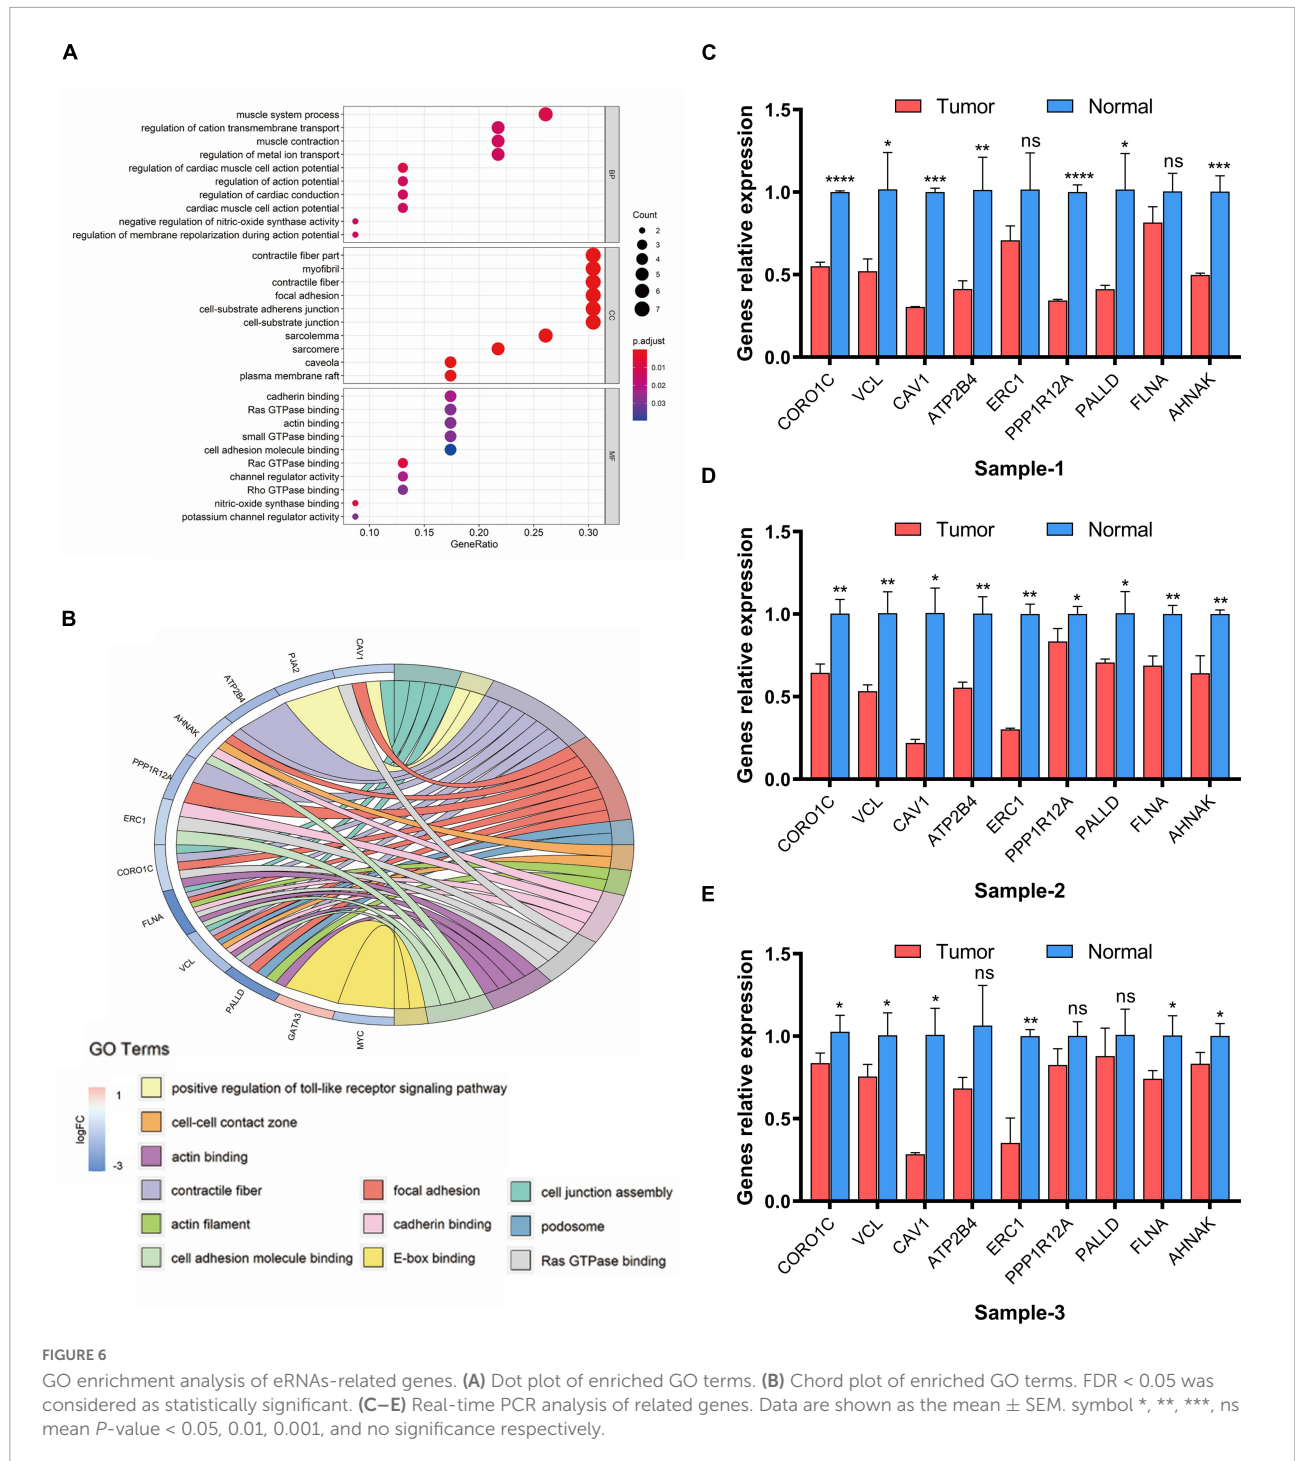 A
muscle system process
regulation of cation transmembrane transport
muscle contraction
regulation of metal ion transport
regulation of cardiac muscle cell action potential
regulation of action potential
regulation of cardiac conduction
cardiac muscle cell action potential
negative regulation of nitric-oxide synthase activity
regulation of membrane repolarization during action potential
BP
contractile fiber part
myofibril
contractile fiber
focal adhesion
cell-substrate adherens junction
cell-substrate junction
sarcolemma
sarcomere
caveola
plasma membrane raft
CC
cadherin binding
Ras GTPase binding
actin binding
small GTPase binding
cell adhesion molecule binding
Rac GTPase binding
channel regulator activity
Rho GTPase binding
nitric-oxide synthase binding
potassium channel regulator activity
MF
0.10 0.15 0.20 0.25 0.30
GeneRatio
Count
2
3
4
5
6
7
p.adjust
0.01
0.02
0.03
B
CAV1
PJA2
ATP2B4
AHNAK
PPP1R12A
ERC1
CORO1C
FLNA
VCL
PALLD
GATA3
MYC
GO Terms
logFC
1
-3
positive regulation of toll-like receptor signaling pathway
cell-cell contact zone
actin binding
contractile fiber
focal adhesion
cell junction assembly
actin filament
cadherin binding
podosome
cell adhesion molecule binding
E-box binding
Ras GTPase binding
C
Tumor Normal
Genes relative expression
1.5
1.0
0.5
0.0
**** * *** ** ns **** * ns ***
CORO1C VCL CAV1 ATP2B4 ERC1 PPP1R12A PALLD FLNA AHNAK
Sample-1
D
Tumor Normal
Genes relative expression
1.5
1.0
0.5
0.0
** ** * ** ** * * ** **
CORO1C VCL CAV1 ATP2B4 ERC1 PPP1R12A PALLD FLNA AHNAK
Sample-2
E
Tumor Normal
Genes relative expression
1.5
1.0
0.5
0.0
* * * ns ** ns ns * *
CORO1C VCL CAV1 ATP2B4 ERC1 PPP1R12A PALLD FLNA AHNAK
Sample-3
FIGURE 6
GO enrichment analysis of eRNAs-related genes. (A) Dot plot of enriched GO terms. (B) Chord plot of enriched GO terms. FDR < 0.05 was
considered as statistically significant. (C–E) Real-time PCR analysis of related genes. Data are shown as the mean ± SEM. symbol *, **, ***, ns
mean P-value < 0.05, 0.01, 0.001, and no significance respectively.